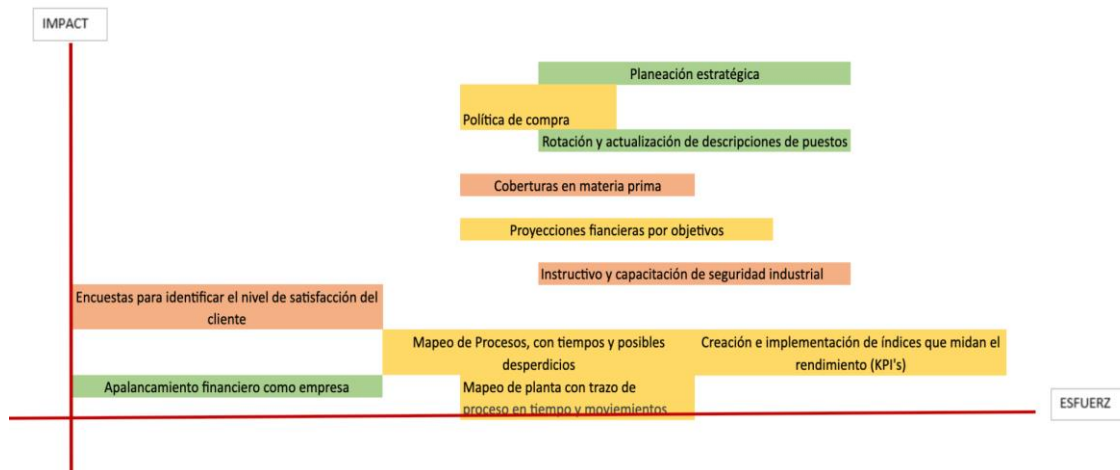 IMPACT
Planeación estratégica
Política de compra
Rotación y actualización de descripciones de puestos
Coberturas en materia prima
Proyecciones fiancieras por objetivos
Instructivo y capacitación de seguridad industrial
Encuestas para identificar el nivel de satisfacción del
cliente
Mapeo de Procesos, con tiempos y posibles
desperdicios
Creación e implementación de índices que midan el
rendimiento (KPI's)
Apalancamiento financiero como empresa
Mapeo de planta con trazo de
proceso en tiempo y moviemientos
ESFUERZ